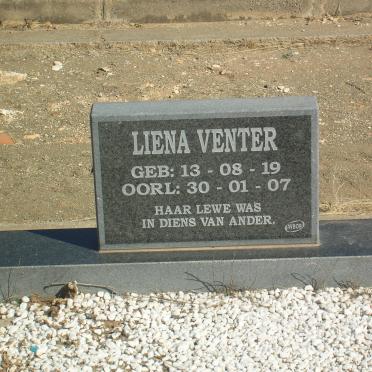 LIENA VENTER
GEB: 13 - 08 - 19
OORL: 30 - 01 - 07
HAAR LEWE WAS
IN DIENS VAN ANDER.